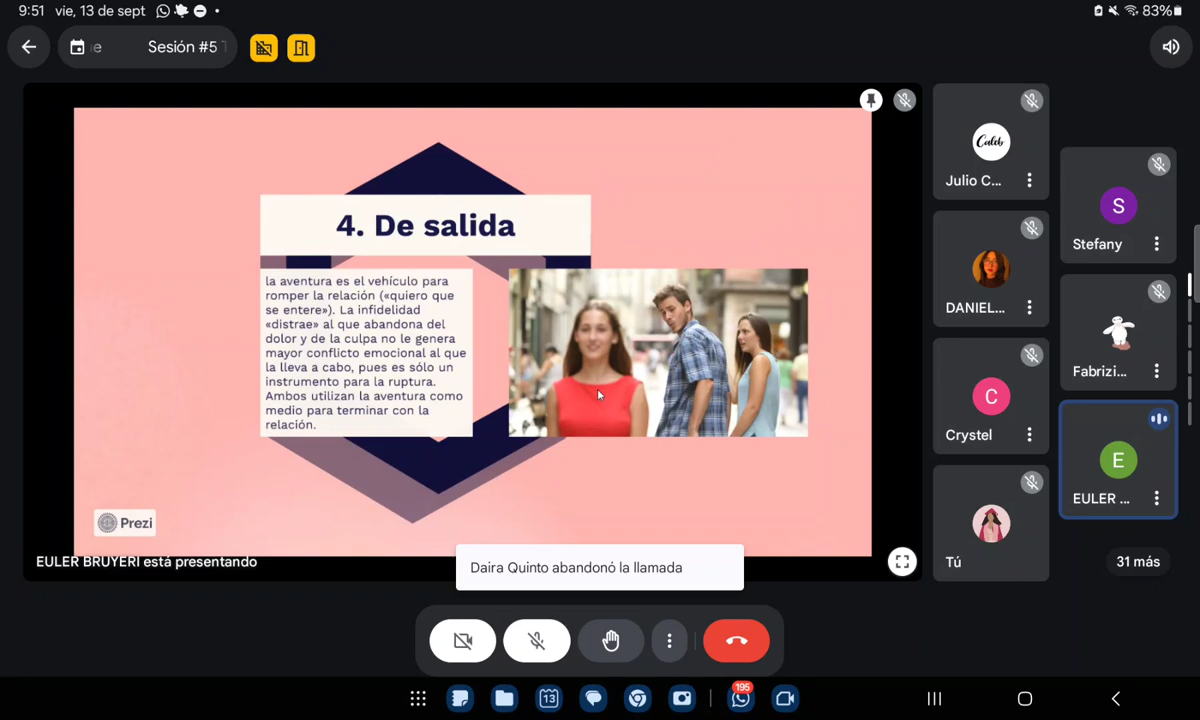 9:51 vie, 13 de sept
83%
e Sesión #5
4. De salida
la aventura es el vehículo para
romper la relación («quiero que
se entere»). La infidelidad
«distrae» al que abandona del
dolor y de la culpa no le genera
mayor conflicto emocional al que
la lleva a cabo, pues es sólo un
instrumento para la ruptura.
Ambos utilizan la aventura como
medio para terminar con la
relación.
Prezi
EULER BRUYERI está presentando
Daira Quinto abandonó la llamada
Caleb
Julio C...
DANIEL...
C
Crystel
Tú
S
Stefany
Fabrizi...
E
EULER ...
31 más
13
195